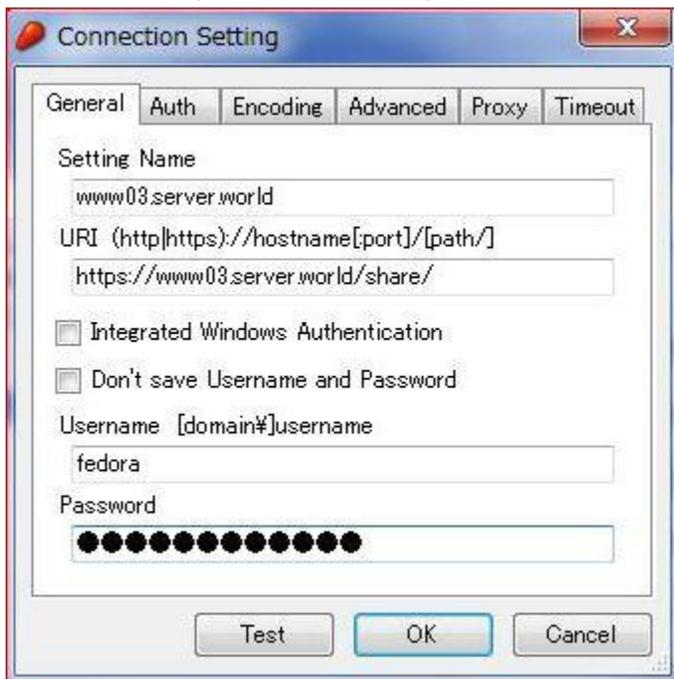 Connection Setting
General Auth Encoding Advanced Proxy Timeout
Setting Name
www03.server.world
URI (http|https)://hostname[:port]/[path/]
https://www03.server.world/share/
Integrated Windows Authentication
Don't save Username and Password
Username [domain¥]username
fedora
Password
●●●●●●●●●●●●
Test OK Cancel